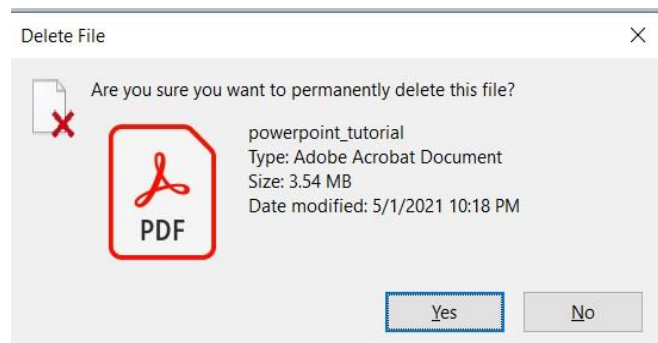 Delete File
Are you sure you want to permanently delete this file?
powerpoint_tutorial
Type: Adobe Acrobat Document
Size: 3.54 MB
Date modified: 5/1/2021 10:18 PM
PDF
Yes
No